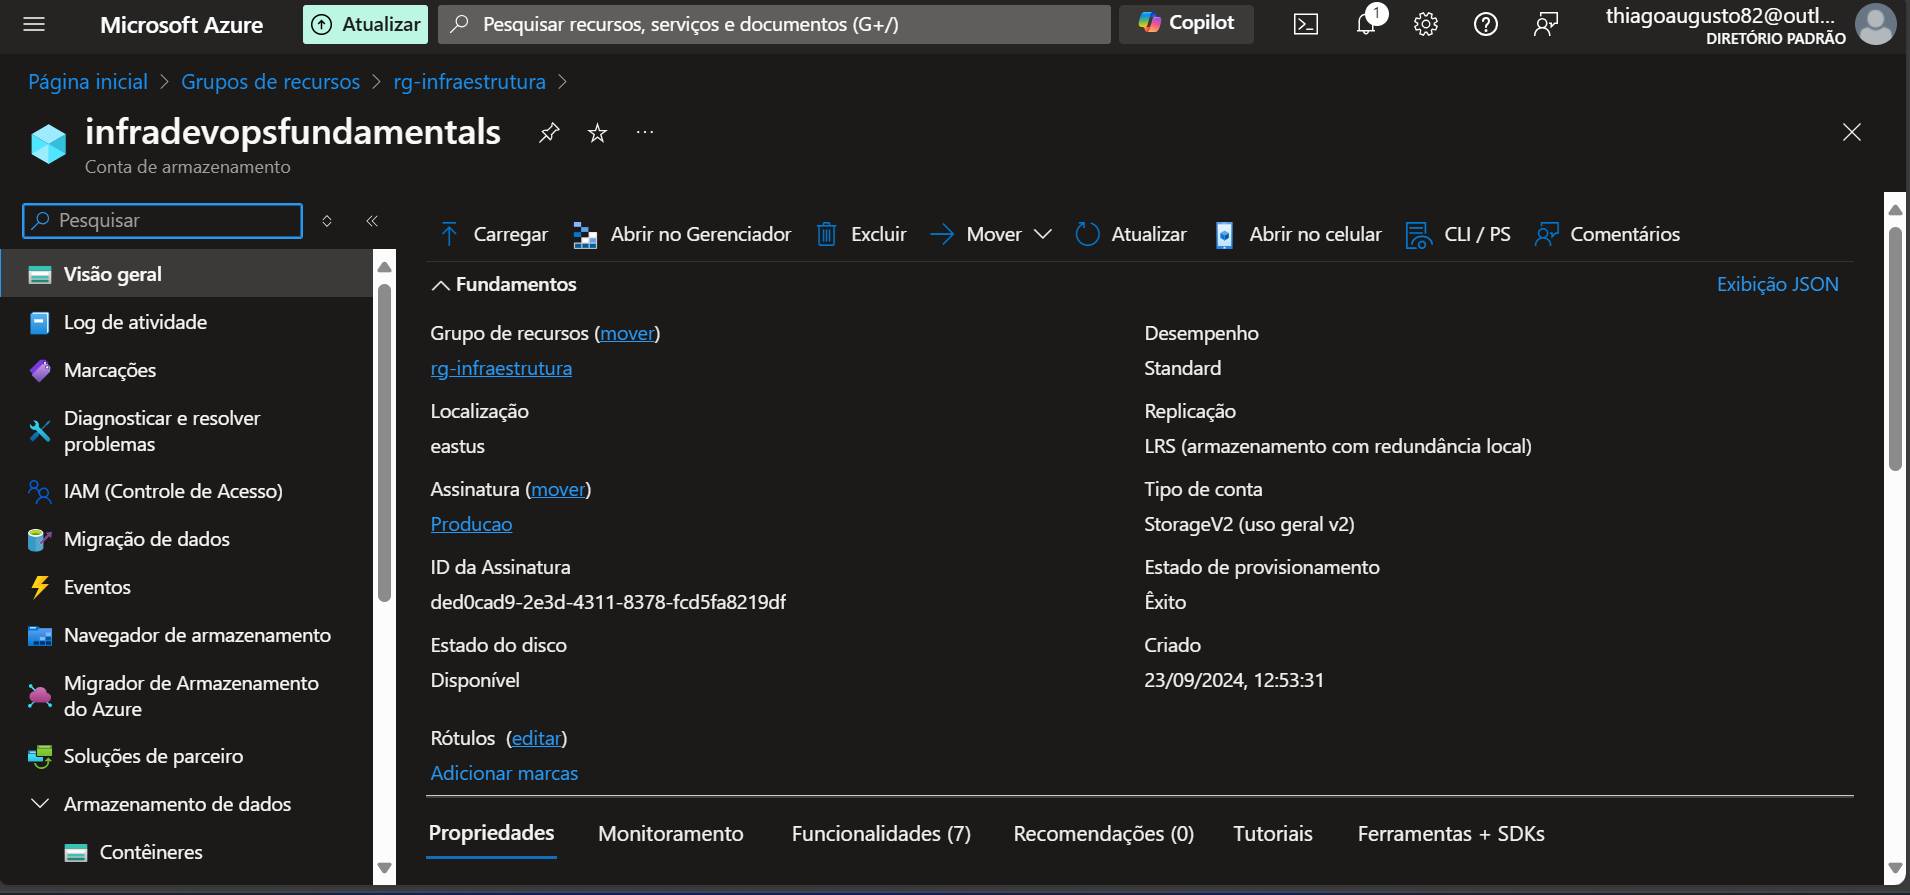 Microsoft Azure
Atualizar
Pesquisar recursos, serviços e documentos (G+/)
Copilot
1
thiagoaugusto82@outl...
DIRETÓRIO PADRÃO
Página inicial > Grupos de recursos > rg-infraestrutura >
infradevopsfundamentals
Conta de armazenamento
Pesquisar
Visão geral
Log de atividade
Marcações
Diagnosticar e resolver
problemas
IAM (Controle de Acesso)
Migração de dados
Eventos
Navegador de armazenamento
Migrador de Armazenamento
do Azure
Soluções de parceiro
Armazenamento de dados
Contêineres
Carregar
Abrir no Gerenciador
Excluir
Mover
Atualizar
Abrir no celular
CLI / PS
Comentários
Fundamentos
Exibição JSON
Grupo de recursos (mover)
rg-infraestrutura
Localização
eastus
Assinatura (mover)
Producao
ID da Assinatura
ded0cad9-2e3d-4311-8378-fcd5fa8219df
Estado do disco
Disponível
Desempenho
Standard
Replicação
LRS (armazenamento com redundância local)
Tipo de conta
StorageV2 (uso geral v2)
Estado de provisionamento
Êxito
Criado
23/09/2024, 12:53:31
Rótulos (editar)
Adicionar marcas
Propriedades
Monitoramento
Funcionalidades (7)
Recomendações (0)
Tutoriais
Ferramentas + SDKs